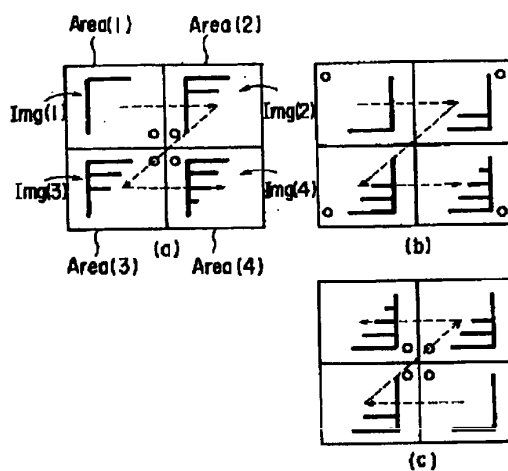 Area(1)
Area(2)
Img(1)
Img(2)
Img(3)
Img(4)
(a)
(b)
Area(3)
Area(4)
(c)